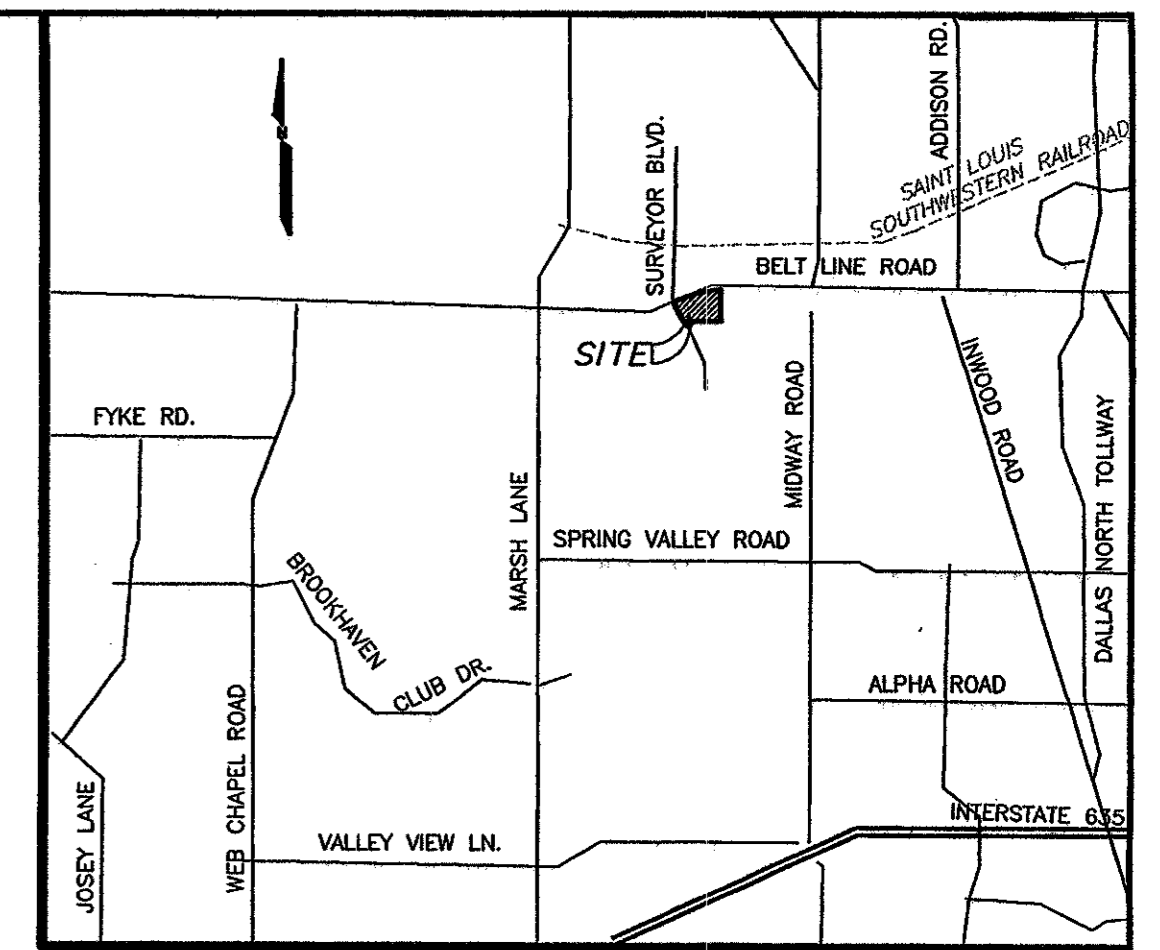 N
SURVEYOR BLVD.
ADDISON RD.
SAINT LOUIS
SOUTHWESTERN RAILROAD
BELT LINE ROAD
SITE
FYKE RD.
MARSH LANE
MIDWAY ROAD
INWOOD ROAD
DALLAS NORTH TOLLWAY
SPRING VALLEY ROAD
BROOKHAVEN
CLUB DR.
ALPHA ROAD
WEB CHAPEL ROAD
JOSEY LANE
VALLEY VIEW LN.
INTERSTATE 635